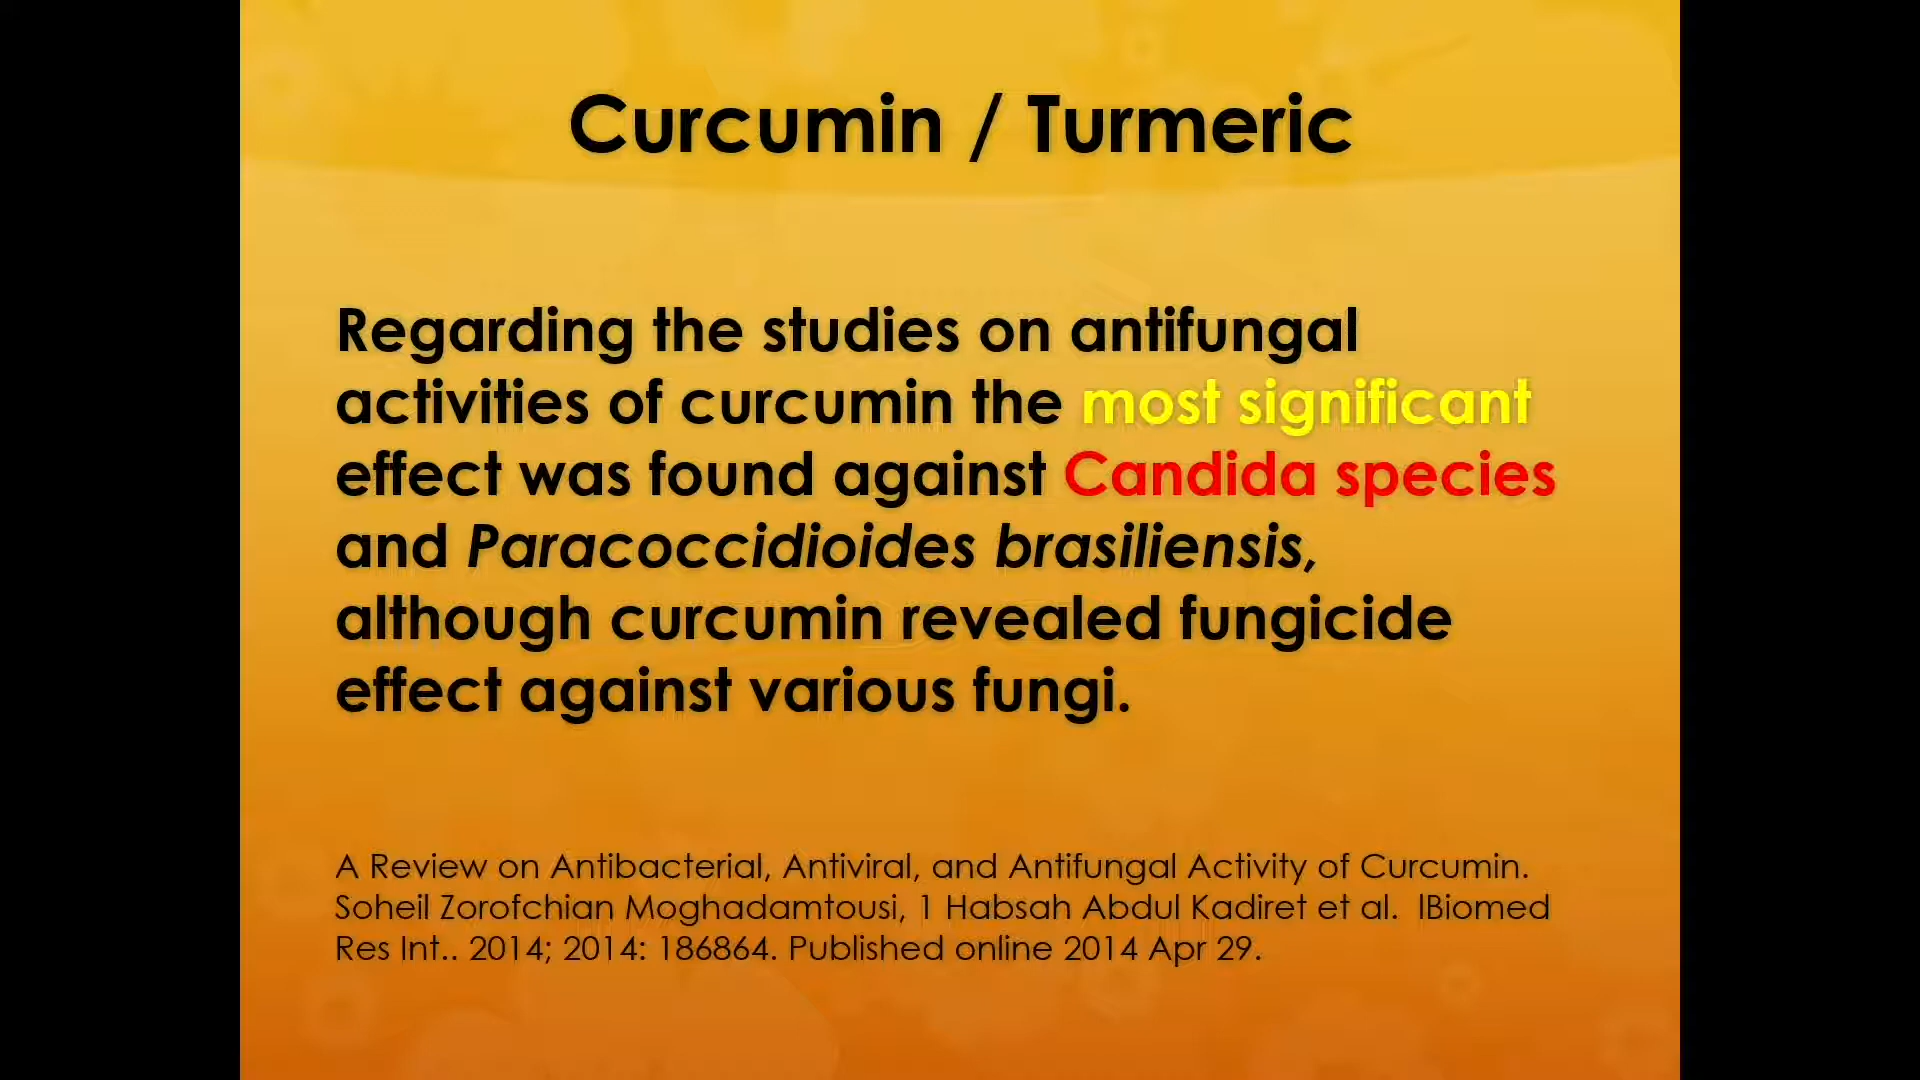 Curcumin / Turmeric
Regarding the studies on antifungal
activities of curcumin the most significant
effect was found against Candida species
and Paracoccidioides brasiliensis,
although curcumin revealed fungicide
effect against various fungi.
A Review on Antibacterial, Antiviral, and Antifungal Activity of Curcumin.
Soheil Zorofchian Moghadamtousi, 1 Habsah Abdul Kadiret et al.  lBiomed
Res Int.. 2014; 2014: 186864. Published online 2014 Apr 29.